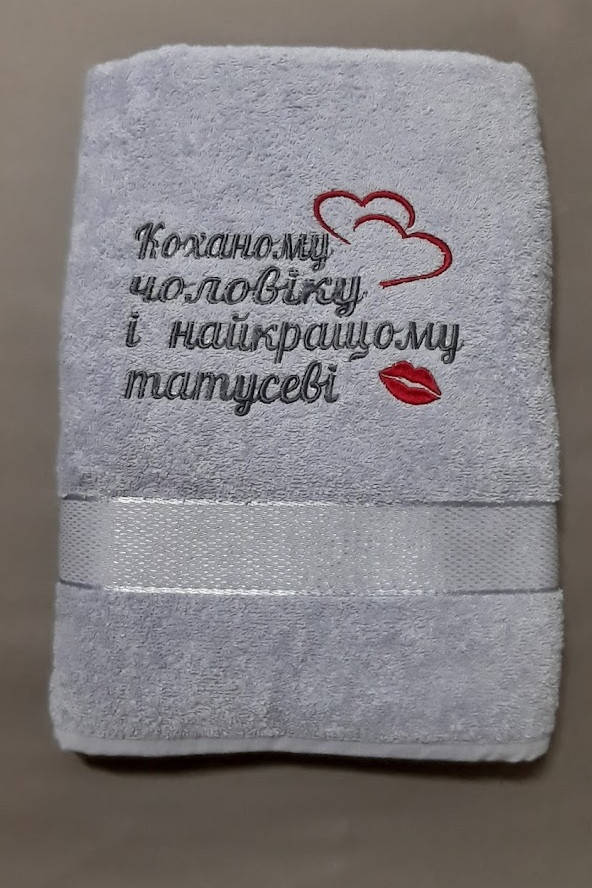 Коханому
чоловіку
і найкращому
татусеві